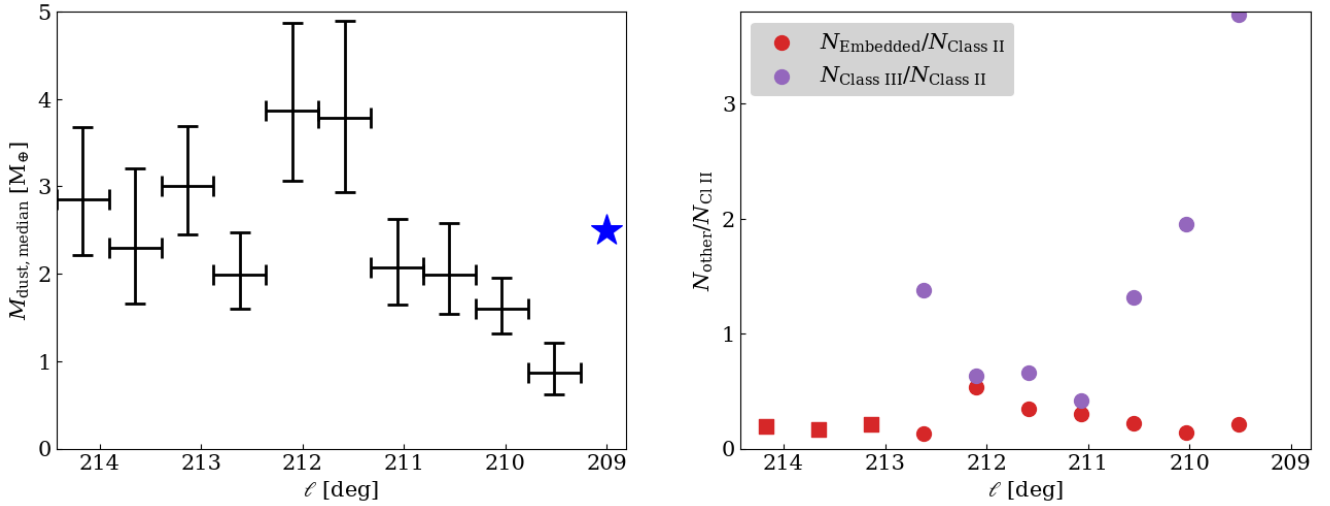 5
4
3
2
1
0
M_dust, median [M_⊕]
214 213 212 211 210 209
ℓ [deg]
N_Embedded/N_Class II
N_Class III/N_Class II
3
2
1
0
N_other/N_Cl II
214 213 212 211 210 209
ℓ [deg]